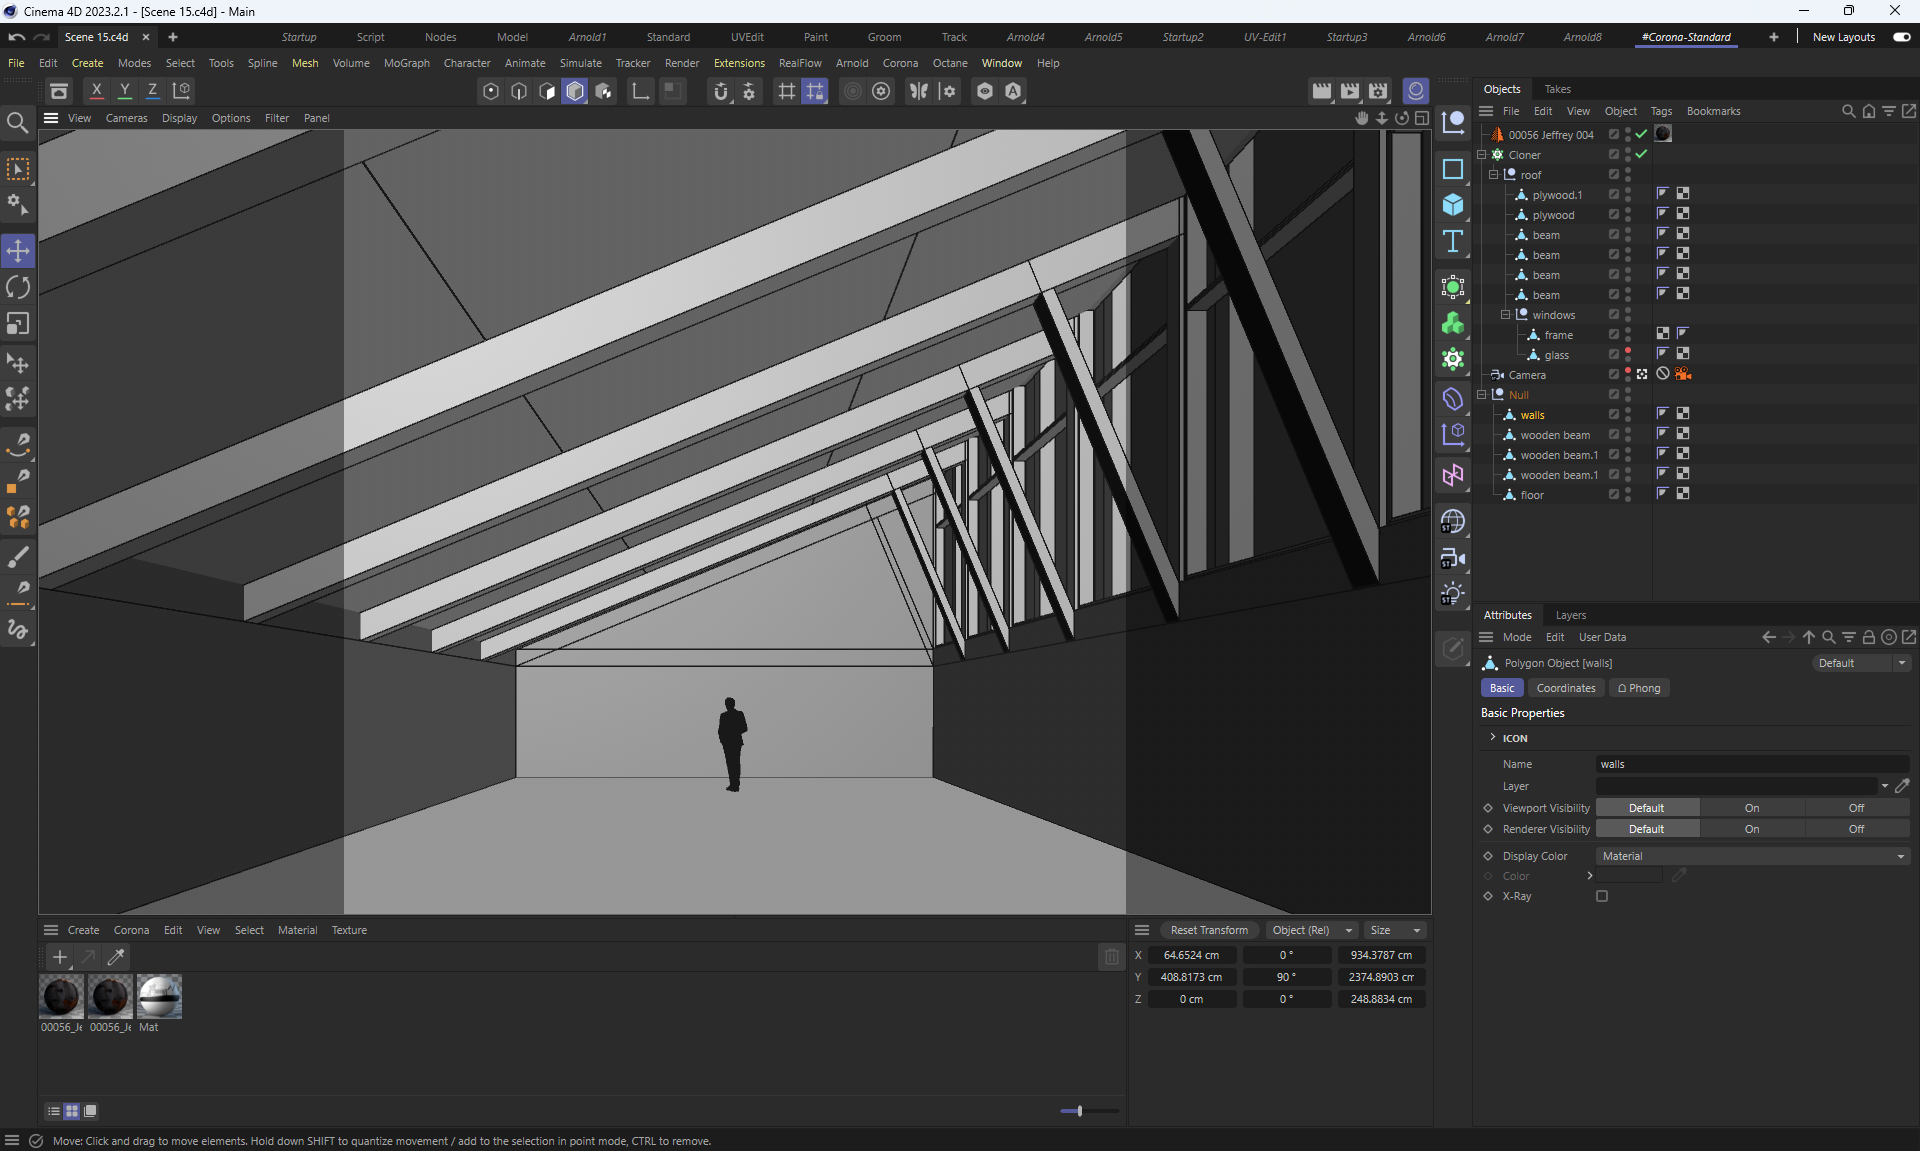 Cinema 4D 2023.2.1 - [Scene 15.c4d] - Main
Scene 15.c4d
Startup Script Nodes Model Arnold1 Standard UVEdit Paint Groom Track Arnold4 Arnold5 Startup2 UV-Edit1 Startup3 Arnold6 Arnold7 Arnold8 #Corona-Standard New Layouts
File Edit Create Modes Select Tools Spline Mesh Volume MoGraph Character Animate Simulate Tracker Render Extensions RealFlow Arnold Corona Octane Window Help
X Y Z
View Cameras Display Options Filter Panel
Objects Takes
File Edit View Object Tags Bookmarks
00056 Jeffrey 004
Cloner
roof
plywood.1
plywood
beam
beam
beam
beam
windows
frame
glass
Camera
Null
walls
wooden beam
wooden beam.1
wooden beam.1
floor
ST
ST
ST
Attributes Layers
Mode Edit User Data
Polygon Object [walls]
Default
Basic Coordinates Phong
Basic Properties
ICON
Name walls
Layer
Viewport Visibility Default On Off
Renderer Visibility Default On Off
Display Color Material
Color
X-Ray
Create Corona Edit View Select Material Texture
00056_Je 00056_Je Mat
Reset Transform Object (Rel) Size
X 64.6524 cm 0 ° 934.3787 cm
Y 408.8173 cm 90 ° 2374.8903 cm
Z 0 cm 0 ° 248.8834 cm
Move: Click and drag to move elements. Hold down SHIFT to quantize movement / add to the selection in point mode, CTRL to remove.